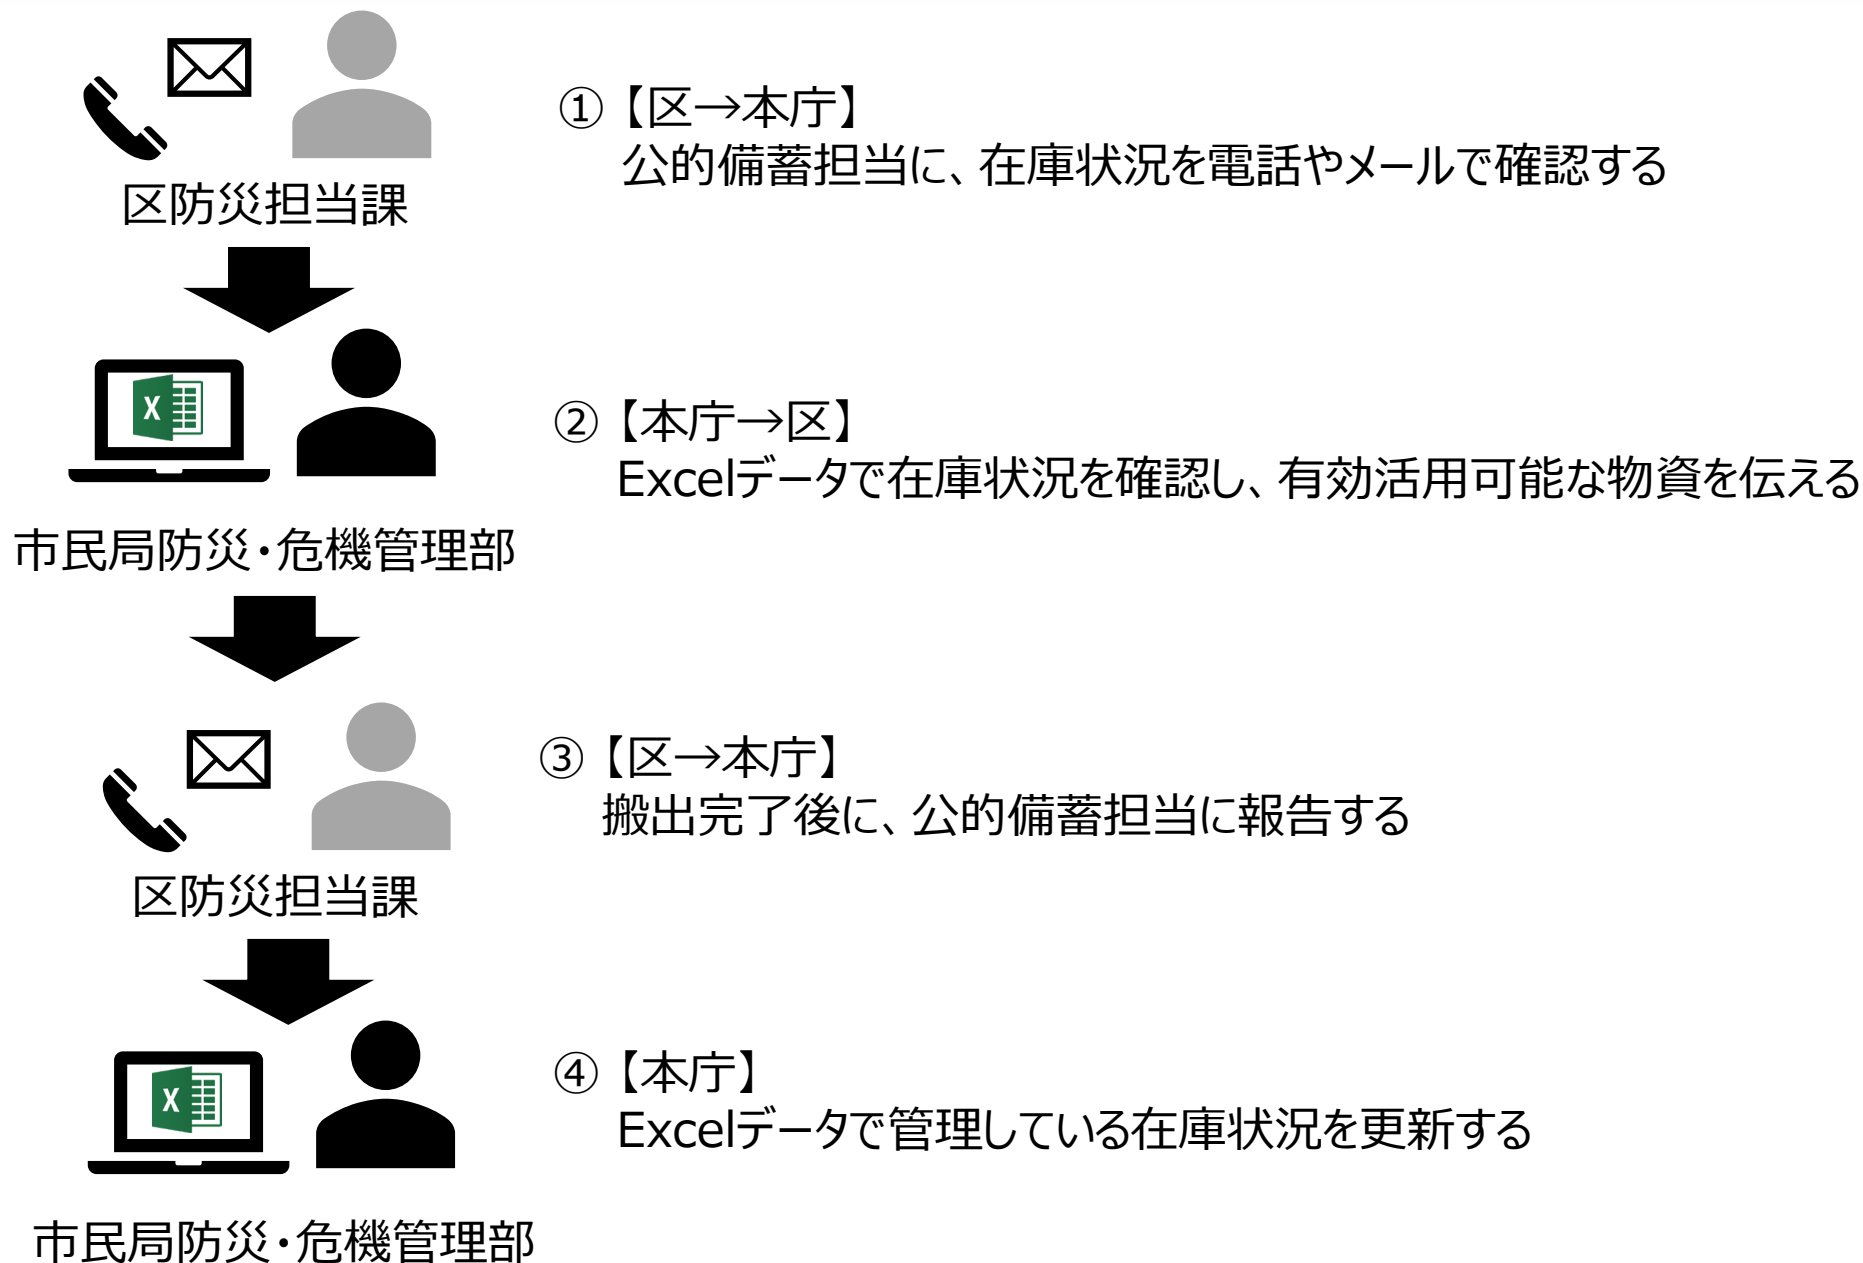 ① 【区→本庁】
公的備蓄担当に、在庫状況を電話やメールで確認する
区防災担当課
② 【本庁→区】
Excelデータで在庫状況を確認し、有効活用可能な物資を伝える
X
市民局防災・危機管理部
③ 【区→本庁】
搬出完了後に、公的備蓄担当に報告する
区防災担当課
④ 【本庁】
Excelデータで管理している在庫状況を更新する
X
市民局防災・危機管理部